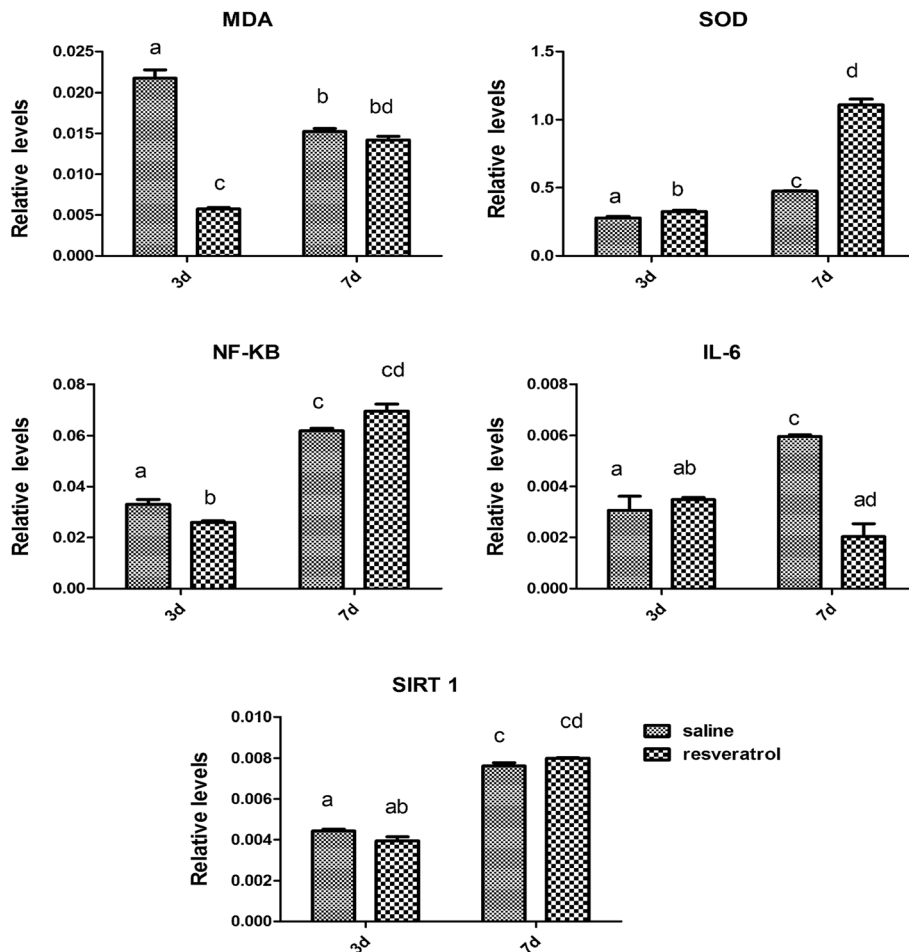 MDA
Relative levels
0.025
0.020
0.015
0.010
0.005
0.000
a
c
b
bd
3d
7d
SOD
Relative levels
1.5
1.0
0.5
0.0
a
b
c
d
3d
7d
NF-KB
Relative levels
0.08
0.06
0.04
0.02
0.00
a
b
c
cd
3d
7d
IL-6
Relative levels
0.008
0.006
0.004
0.002
0.000
a
ab
c
ad
3d
7d
SIRT 1
Relative levels
0.010
0.008
0.006
0.004
0.002
0.000
a
ab
c
cd
3d
7d
saline
resveratrol